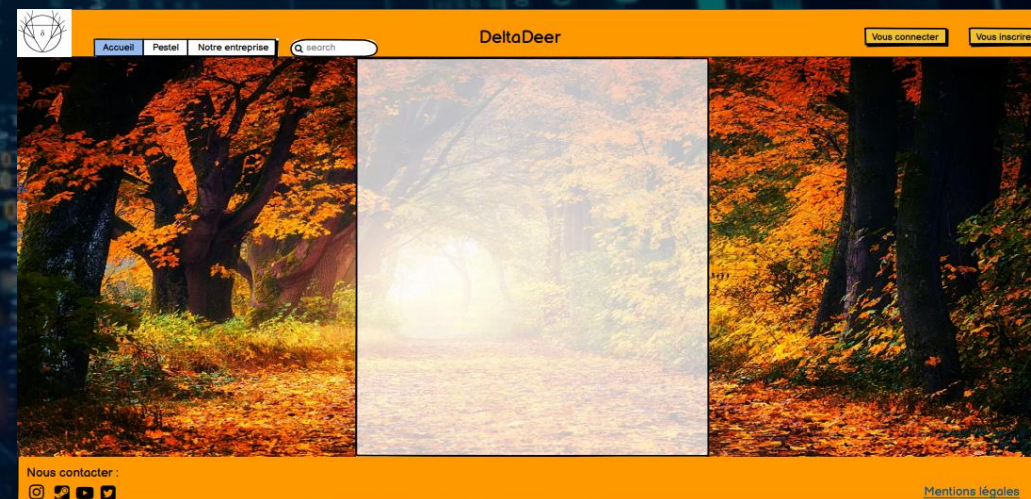 DeltaDeer
Accueil Pestel Notre entreprise search
Vous connecter Vous inscrire
Nous contacter :
Mentions légales